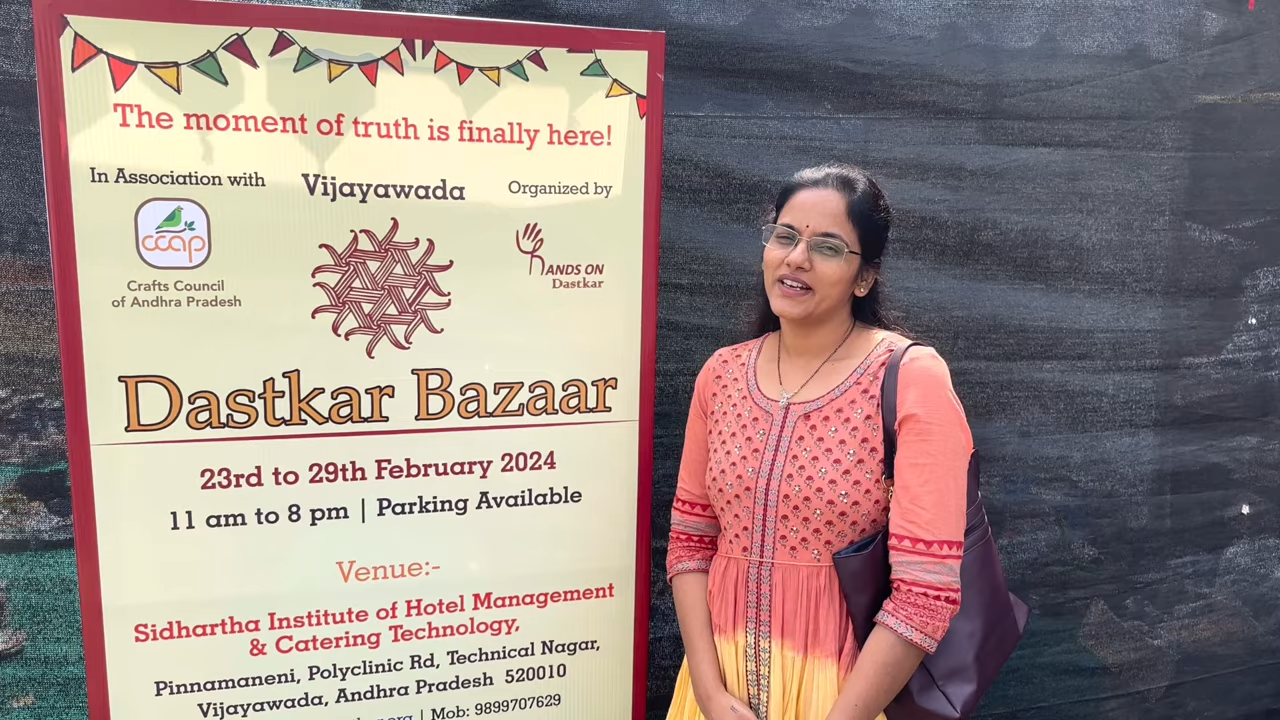 The moment of truth is finally here!
In Association with
Vijayawada
Organized by
ccap
Crafts Council
of Andhra Pradesh
HANDS ON
Dastkar
Dastkar Bazaar
23rd to 29th February 2024
11 am to 8 pm | Parking Available
Venue:-
Sidhartha Institute of Hotel Management
& Catering Technology,
Pinnamaneni, Polyclinic Rd, Technical Nagar,
Vijayawada, Andhra Pradesh 520010
| Mob: 9899707629